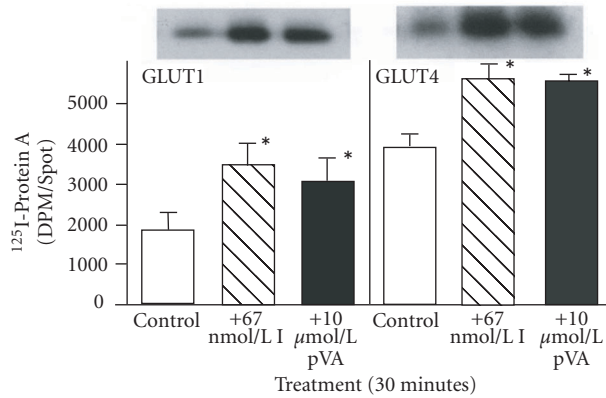 GLUT1
GLUT4
¹²⁵I-Protein A
(DPM/Spot)
5000
4000
3000
2000
1000
0
*
*
*
*
Control
+67
nmol/L I
+10
µmol/L
pVA
Control
+67
nmol/L I
+10
µmol/L
pVA
Treatment (30 minutes)